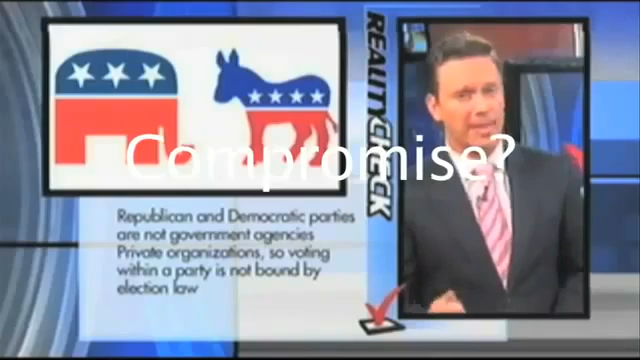 REALITY CHECK
Compromise?
Republican and Democratic parties
are not government agencies
Private organizations, so voting
within a party is not bound by
election law